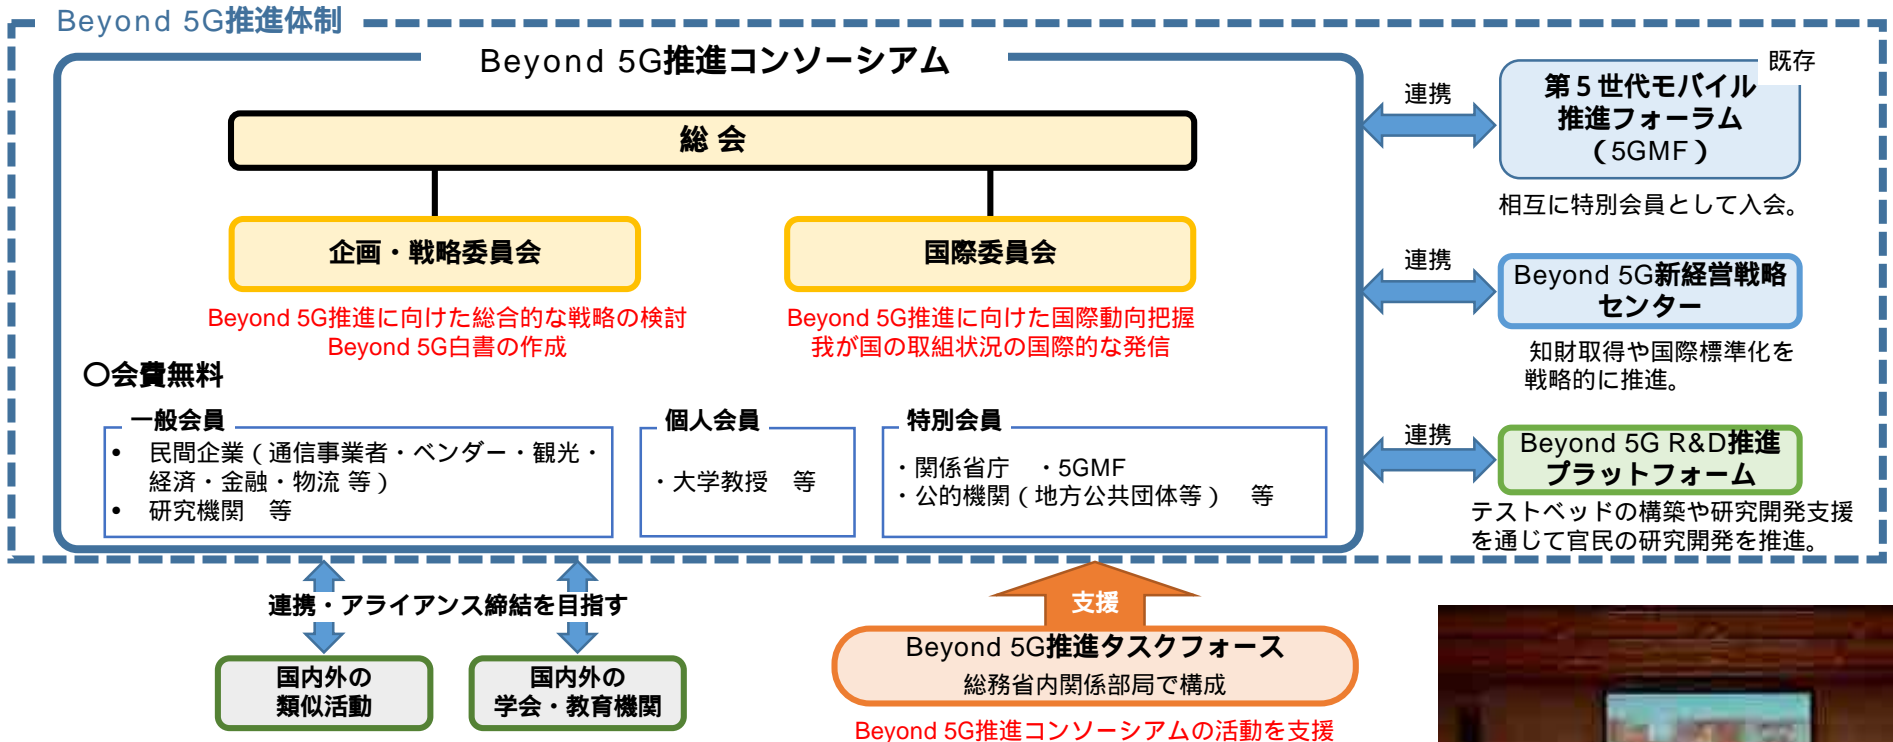 Beyond 5G推進体制
Beyond 5G推進コンソーシアム
総 会
企画・戦略委員会
Beyond 5G推進に向けた総合的な戦略の検討
Beyond 5G白書の作成
国際委員会
Beyond 5G推進に向けた国際動向把握
我が国の取組状況の国際的な発信
〇会費無料
一般会員
• 民間企業（通信事業者・ベンダー・観光・
経済・金融・物流 等）
• 研究機関　等
個人会員
・大学教授　等
特別会員
・関係省庁　・5GMF
・公的機関（地方公共団体等）　等
連携
既存
第５世代モバイル
推進フォーラム
（5GMF）
相互に特別会員として入会。
連携
Beyond 5G新経営戦略
センター
知財取得や国際標準化を
戦略的に推進。
連携
Beyond 5G R&D推進
プラットフォーム
テストベッドの構築や研究開発支援
を通じて官民の研究開発を推進。
連携・アライアンス締結を目指す
国内外の
類似活動
国内外の
学会・教育機関
支援
Beyond 5G推進タスクフォース
総務省内関係部局で構成
Beyond 5G推進コンソーシアムの活動を支援